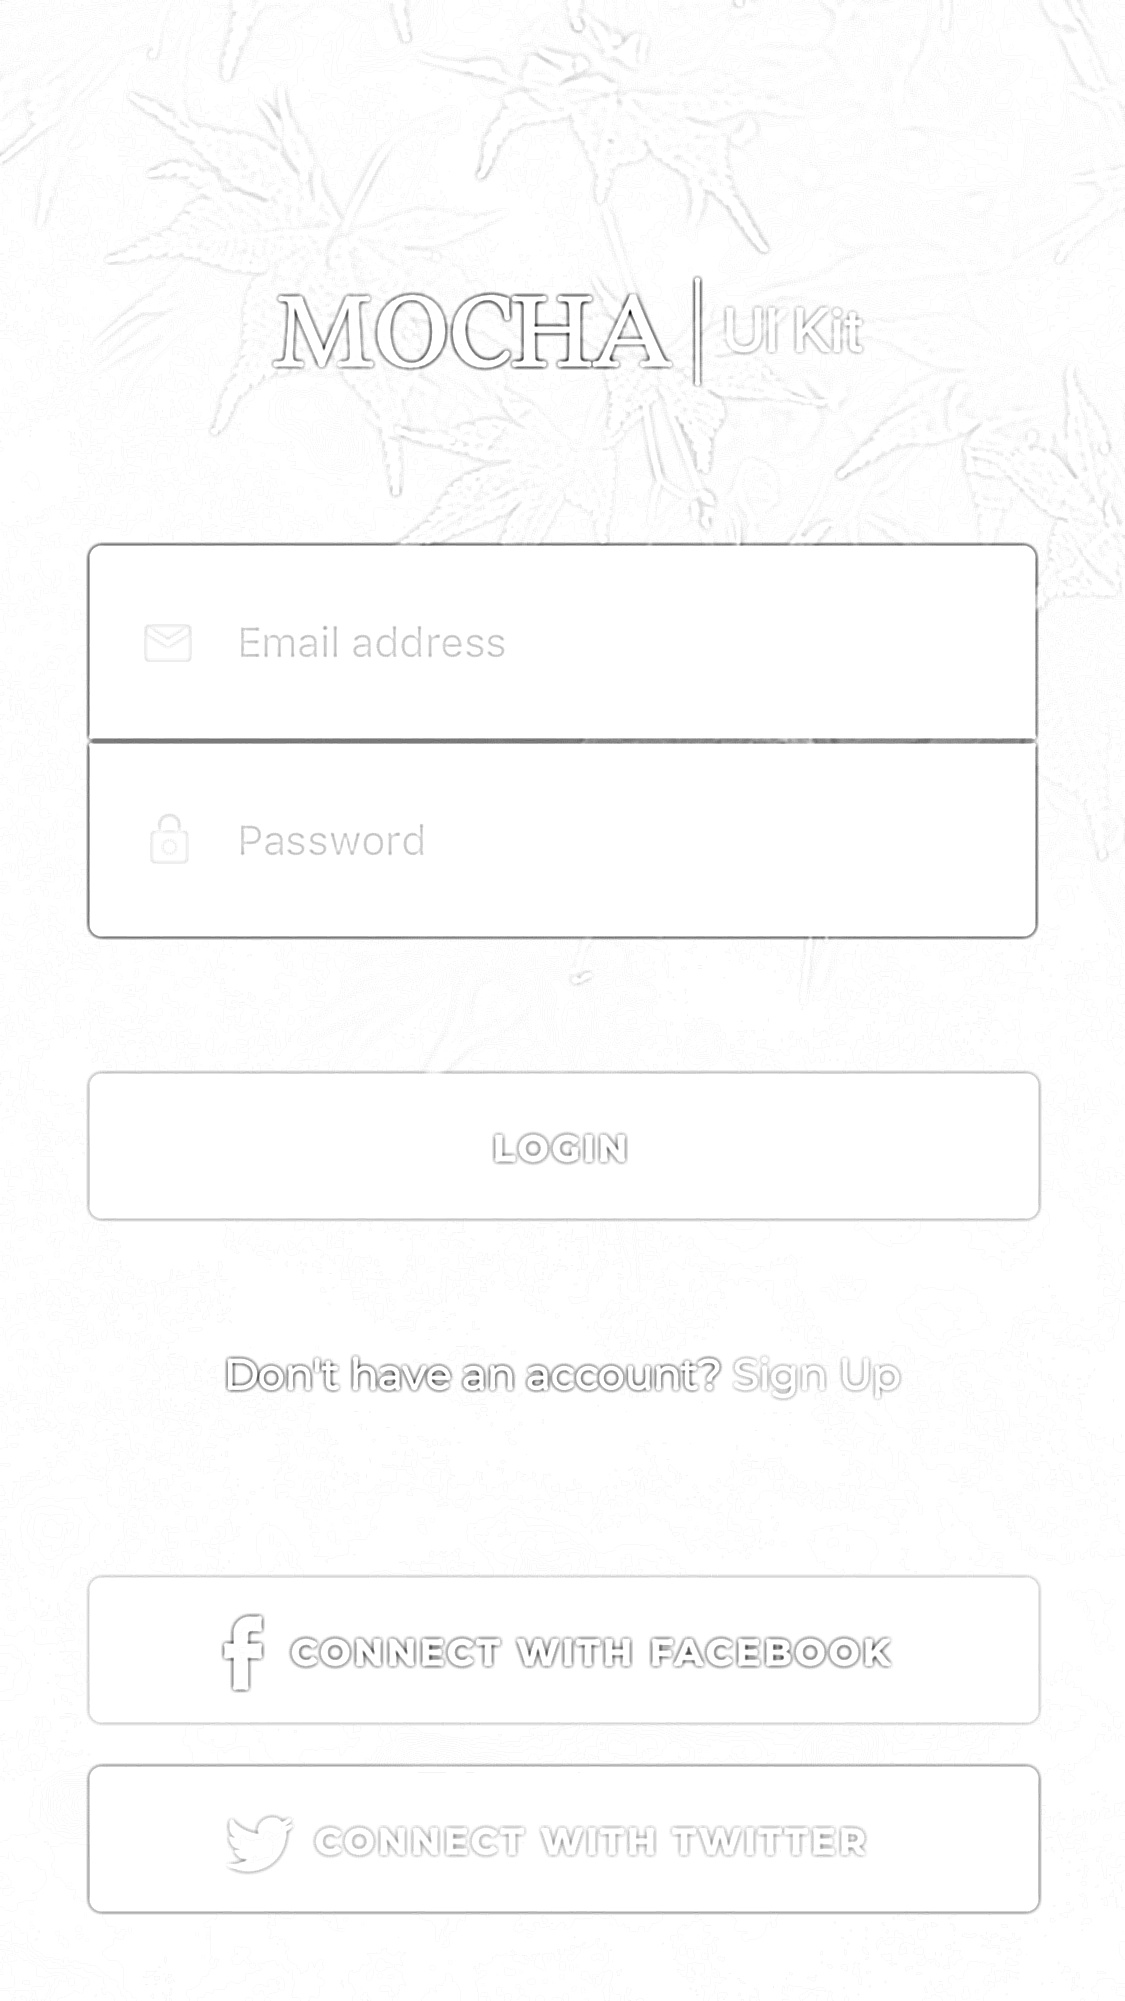 MOCHA | UI Kit
Email address
Password
LOGIN
Don't have an account? Sign Up
CONNECT WITH FACEBOOK
CONNECT WITH TWITTER